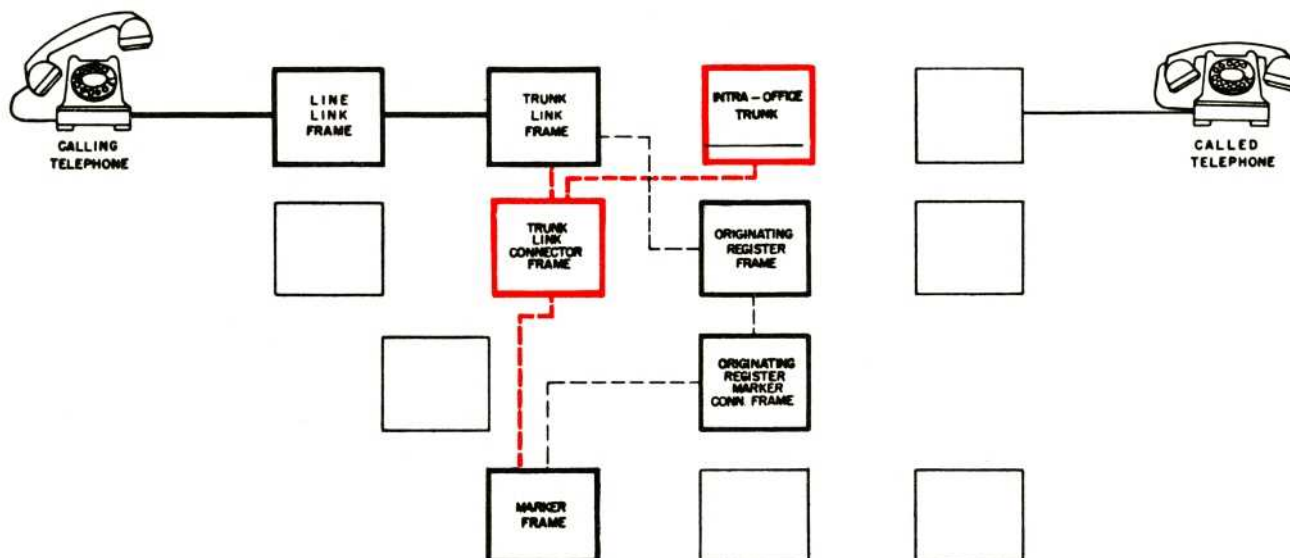 CALLING
TELEPHONE
LINE
LINK
FRAME
TRUNK
LINK
FRAME
INTRA-OFFICE
TRUNK
CALLED
TELEPHONE
TRUNK
LINK
CONNECTOR
FRAME
ORIGINATING
REGISTER
FRAME
ORIGINATING
REGISTER
MARKER
CONN. FRAME
MARKER
FRAME